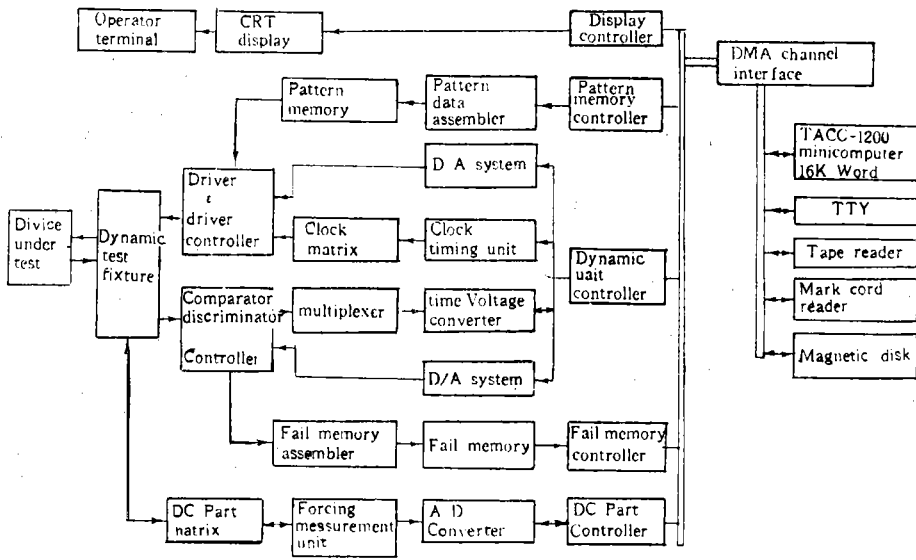 Operator
terminal
CRT
display
Display
controller
DMA channel
interface
Pattern
memory
Pattern
data
assembler
Pattern
memory
controller
TACC-1200
minicomputer
16K Word
D A system
Driver
driver
controller
TTY
Divice
under
test
Dynamic
test
fixture
Clock
matrix
Clock
timing unit
Tape reader
Dynamic
uait
controller
Mark cord
reader
Comparator
discriminator
Controller
multiplexer
time Voltage
converter
Magnetic disk
D/A system
Fail memory
assembler
Fail memory
Fail memory
controller
DC Part
natrix
Forcing
measurement
unit
A D
Converter
DC Part
Controller